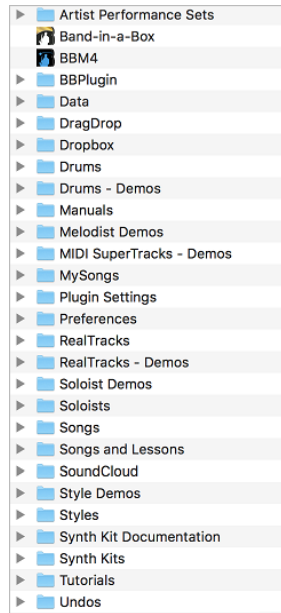 Artist Performance Sets
Band-in-a-Box
BBM4
BBPlugin
Data
DragDrop
Dropbox
Drums
Drums - Demos
Manuals
Melodist Demos
MIDI SuperTracks - Demos
MySongs
Plugin Settings
Preferences
RealTracks
RealTracks - Demos
Soloist Demos
Soloists
Songs
Songs and Lessons
SoundCloud
Style Demos
Styles
Synth Kit Documentation
Synth Kits
Tutorials
Undos